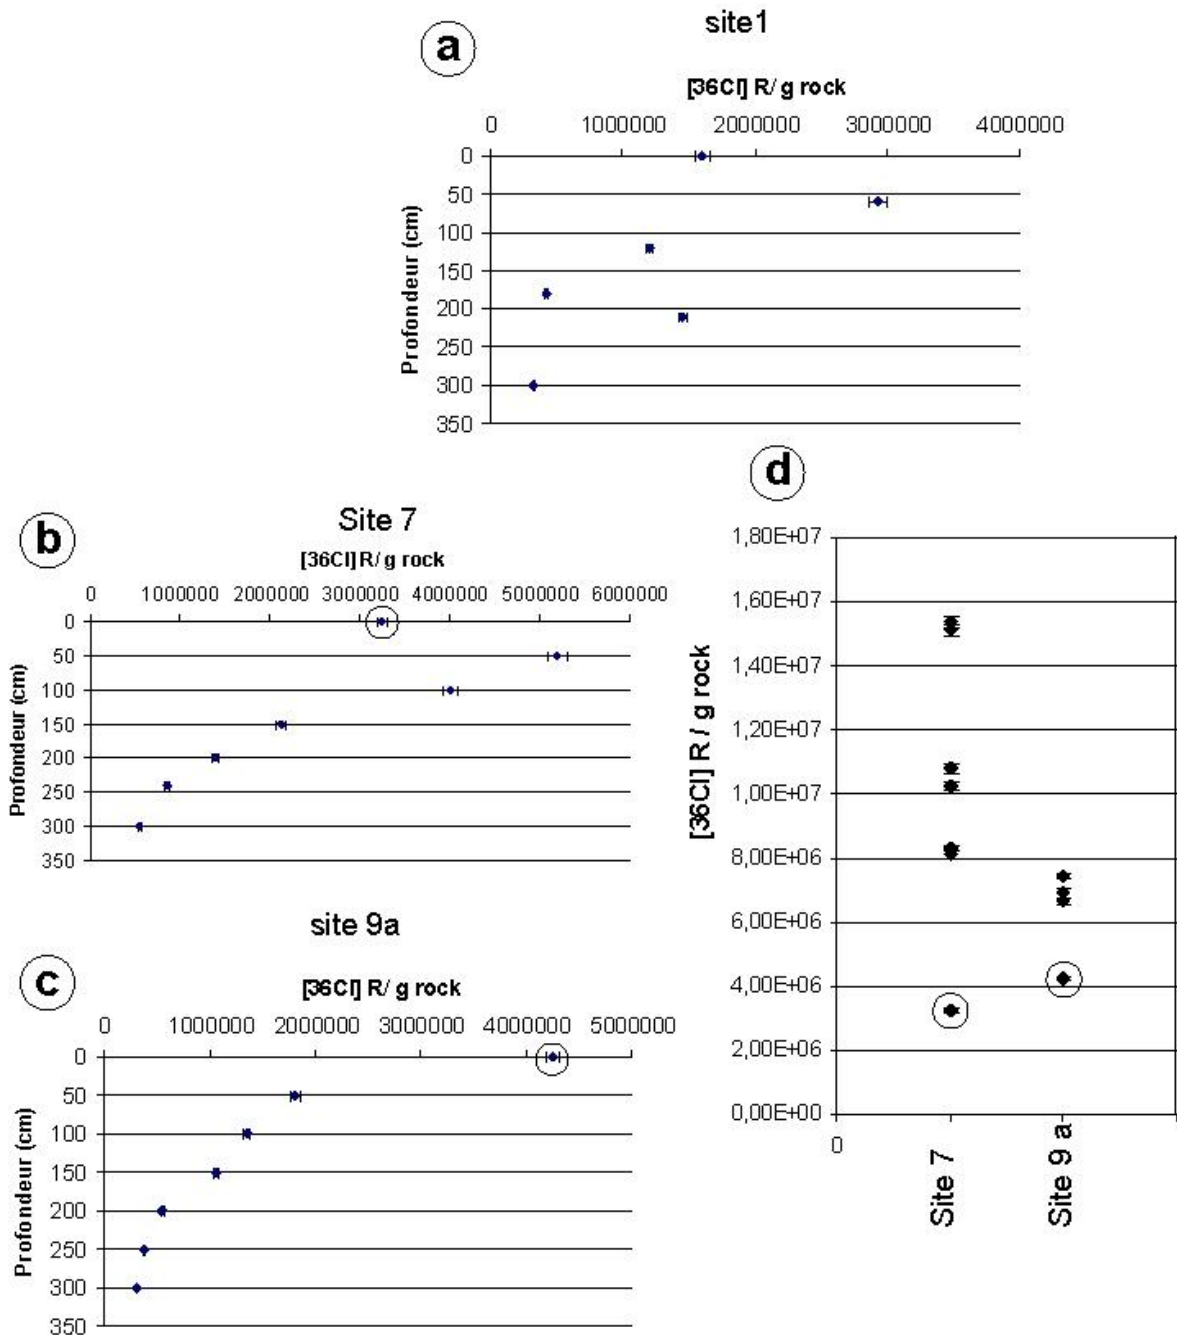 site1
a
[36Cl] R/ g rock
0 1000000 2000000 3000000 4000000
Profondeur (cm)
0
50
100
150
200
250
300
350
d
b
Site 7
[36Cl] R/ g rock
0 1000000 2000000 3000000 4000000 5000000 6000000
Profondeur (cm)
0
50
100
150
200
250
300
350
[36Cl] R / g rock
1,80E+07
1,60E+07
1,40E+07
1,20E+07
1,00E+07
8,00E+06
6,00E+06
4,00E+06
2,00E+06
0,00E+00
0
Site 7
Site 9 a
site 9a
c
[36Cl] R/ g rock
0 1000000 2000000 3000000 4000000 5000000
Profondeur (cm)
0
50
100
150
200
250
300
350